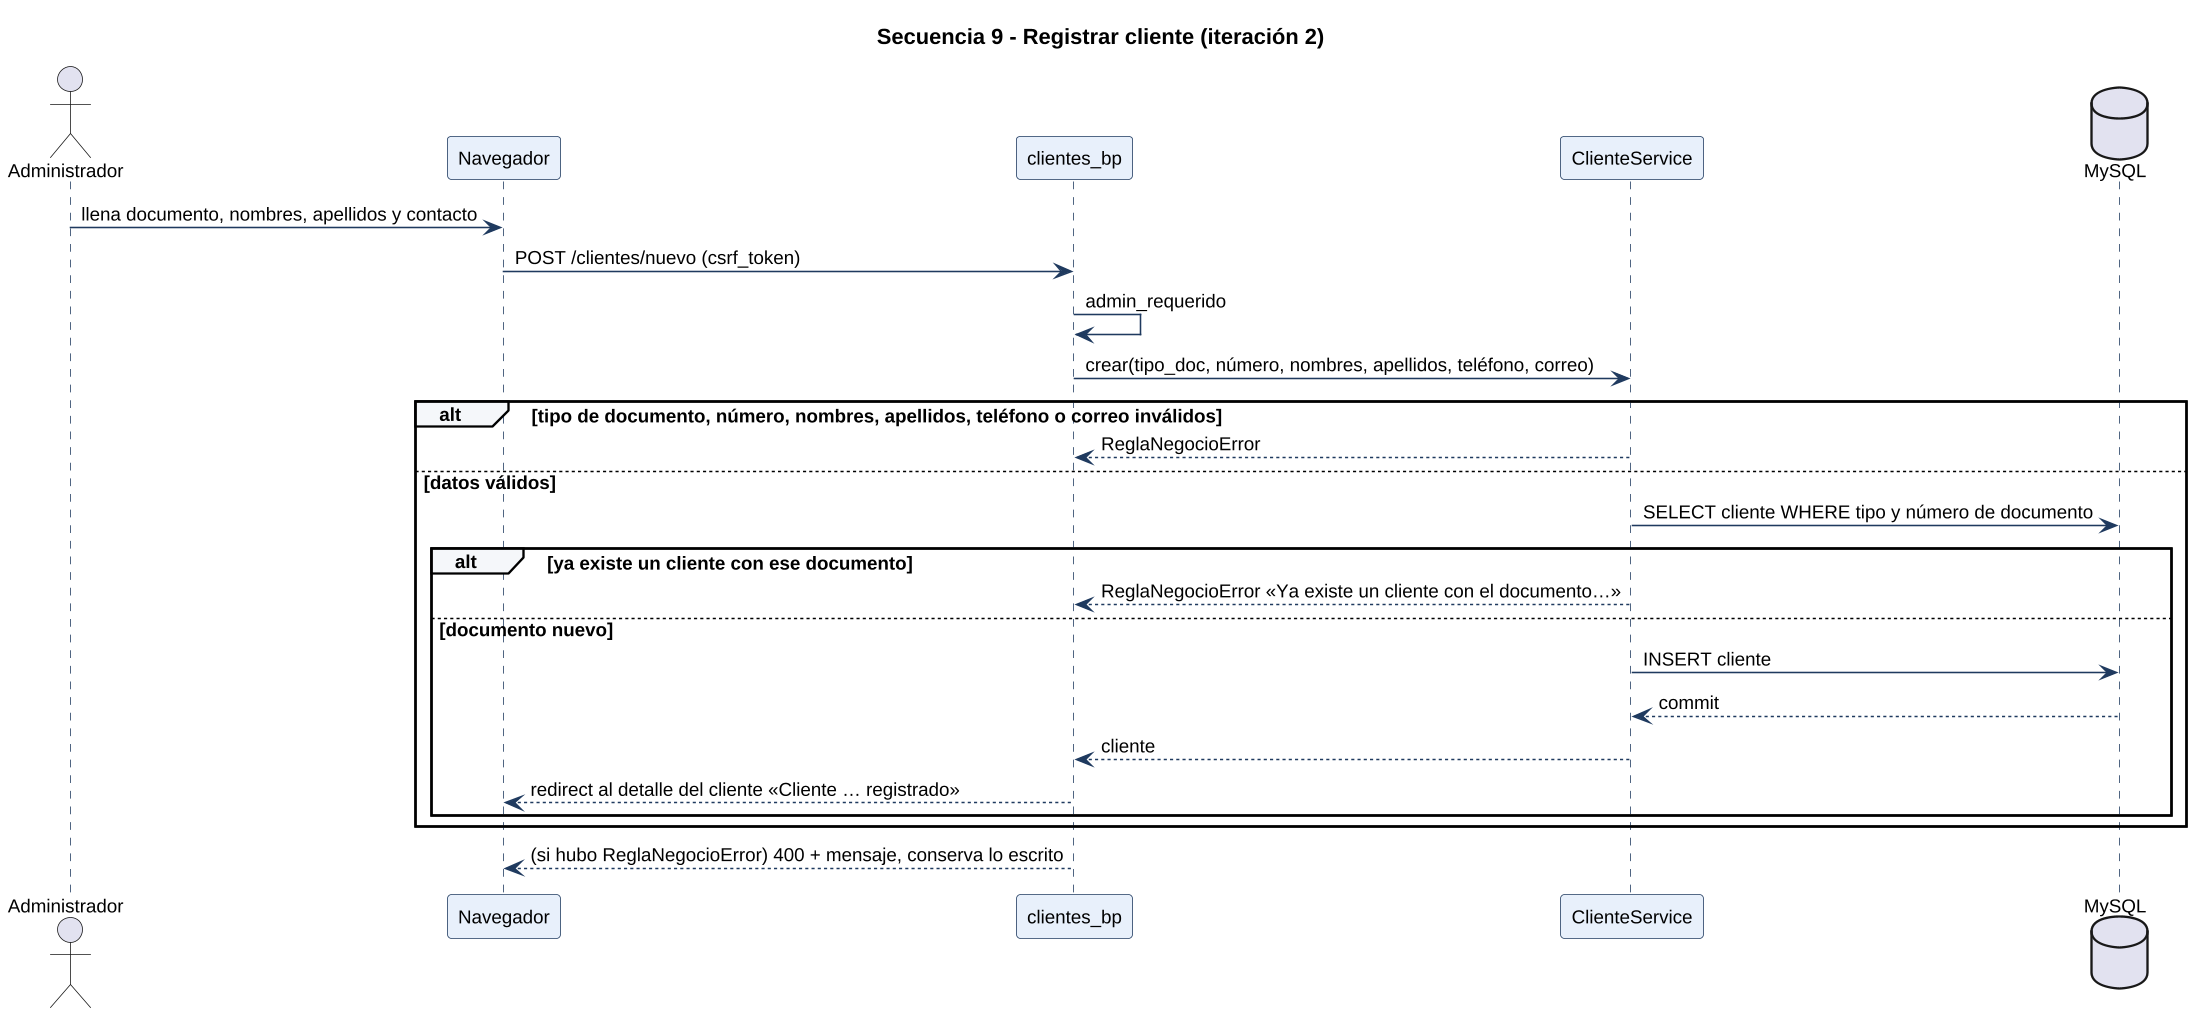 Secuencia 9 - Registrar cliente (iteración 2)
Administrador
Navegador
clientes_bp
ClienteService
MySQL
llena documento, nombres, apellidos y contacto
POST /clientes/nuevo (csrf_token)
admin_requerido
crear(tipo_doc, número, nombres, apellidos, teléfono, correo)
alt [tipo de documento, número, nombres, apellidos, teléfono o correo inválidos]
ReglaNegocioError
[datos válidos]
SELECT cliente WHERE tipo y número de documento
alt [ya existe un cliente con ese documento]
ReglaNegocioError «Ya existe un cliente con el documento…»
[documento nuevo]
INSERT cliente
commit
cliente
redirect al detalle del cliente «Cliente … registrado»
(si hubo ReglaNegocioError) 400 + mensaje, conserva lo escrito
Administrador
Navegador
clientes_bp
ClienteService
MySQL